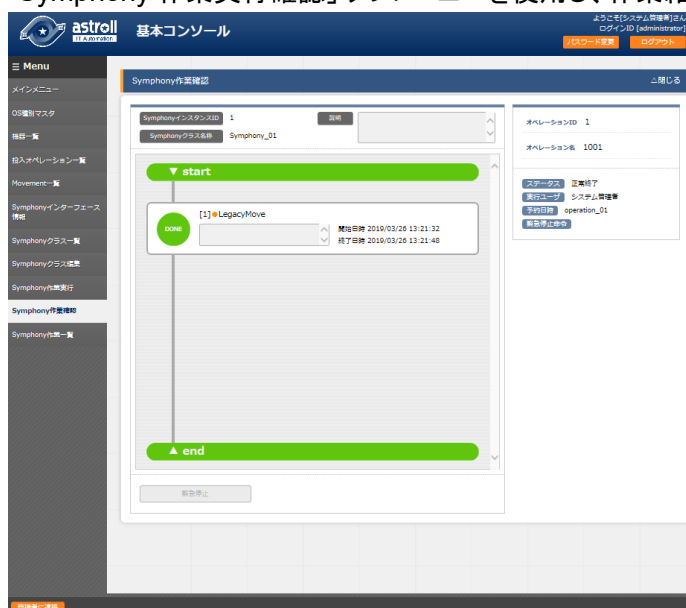 Symphony 作業実行確認」サブメニューを使用し、作業結
astroll
IT Automation
基本コンソール
ようこそ[システム管理者]さん
ログインID [administrator]
パスワード変更
ログアウト
Menu
メインメニュー
OS種別マスタ
機器一覧
投入オペレーション一覧
Movement一覧
Symphonyインターフェース
情報
Symphonyクラス一覧
Symphonyクラス編集
Symphony作業実行
Symphony作業確認
Symphony作業一覧
Symphony作業確認
△閉じる
SymphonyインスタンスID 1 説明
Symphonyクラス名称 Symphony_01
▼ start
DONE
[1]●LegacyMove
開始日時 2019/03/26 13:21:32
終了日時 2019/03/26 13:21:48
▲ end
緊急停止
オペレーションID 1
オペレーション名 1001
ステータス 正常終了
実行ユーザ システム管理者
予約日時 operation_01
緊急停止命令
管理者に連絡